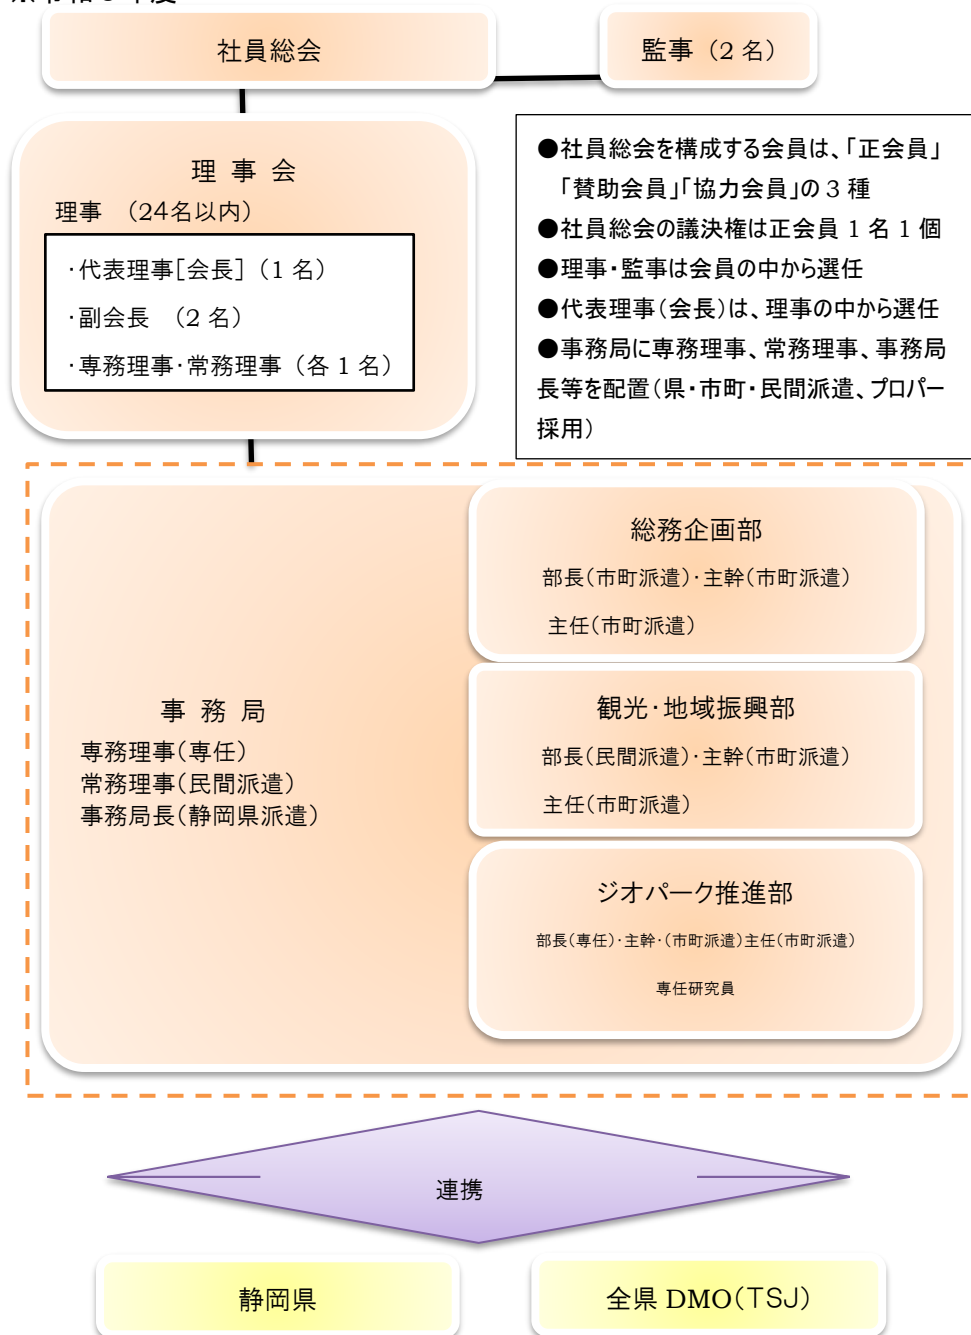 社員総会
監事（2名）
理 事 会
理事　（24名以内）
・代表理事［会長］（1名）
・副会長　（2名）
・専務理事・常務理事（各1名）
●社員総会を構成する会員は、「正会員」
「賛助会員」「協力会員」の3種
●社員総会の議決権は正会員1名1個
●理事・監事は会員の中から選任
●代表理事（会長）は、理事の中から選任
●事務局に専務理事、常務理事、事務局
長等を配置（県・市町・民間派遣、プロパー
採用）
事 務 局
専務理事（専任）
常務理事（民間派遣）
事務局長（静岡県派遣）
総務企画部
部長（市町派遣）・主幹（市町派遣）
主任（市町派遣）
観光・地域振興部
部長（民間派遣）・主幹（市町派遣）
主任（市町派遣）
ジオパーク推進部
部長（専任）・主幹・（市町派遣）主任（市町派遣）
専任研究員
連携
静岡県
全県 DMO（TSJ）